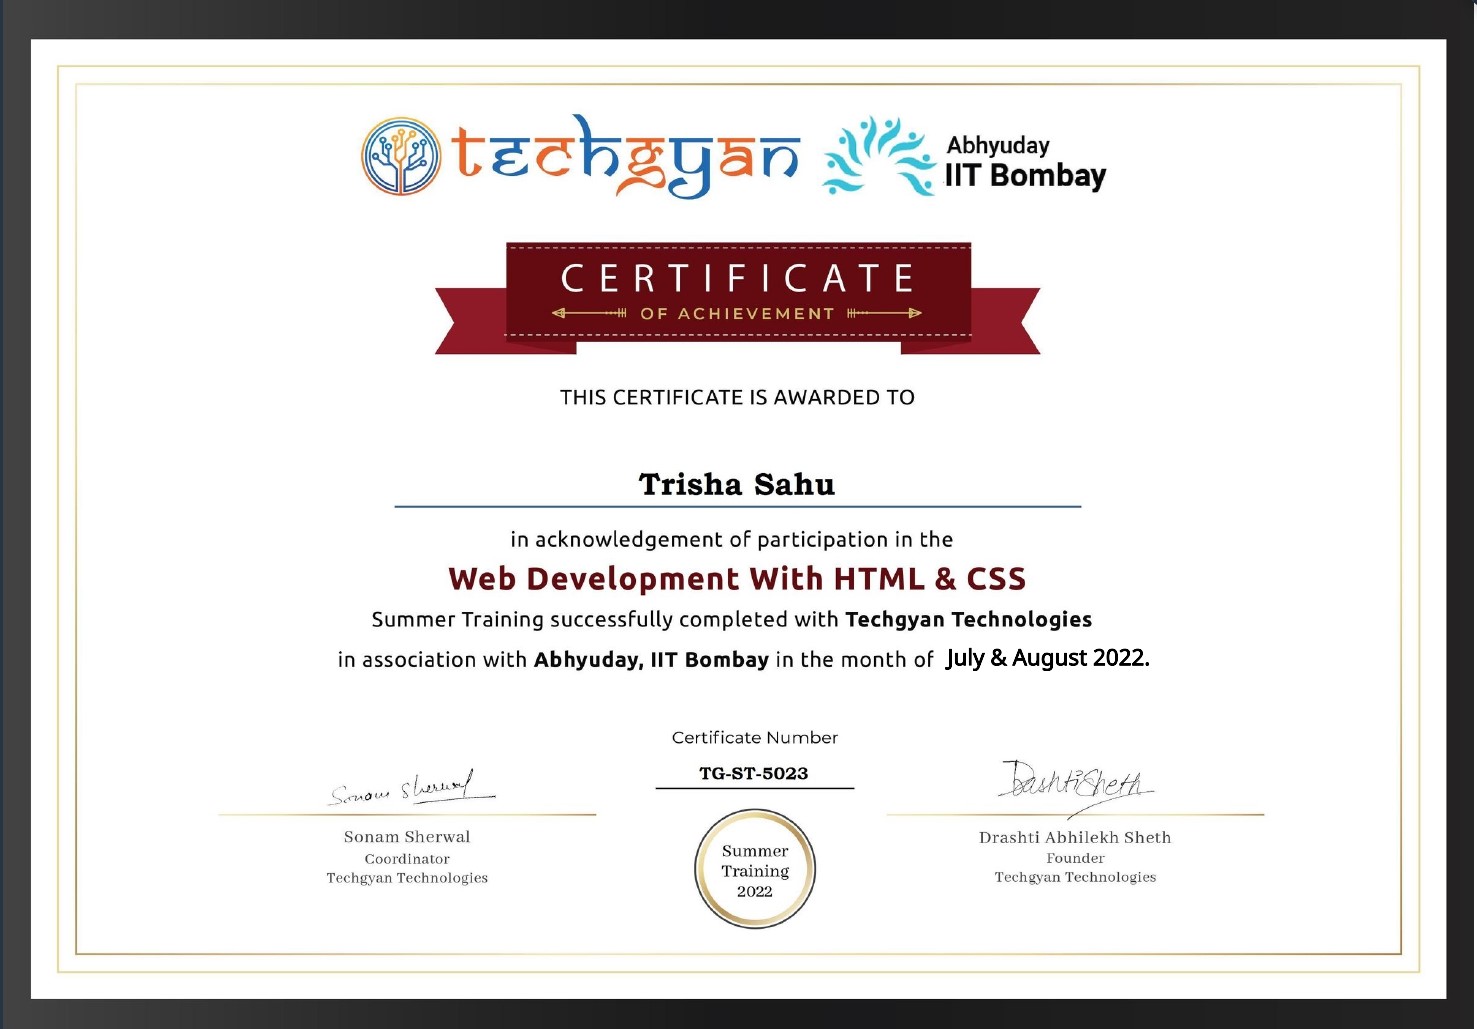 techgyan
Abhyuday
IIT Bombay
CERTIFICATE
OF ACHIEVEMENT
THIS CERTIFICATE IS AWARDED TO
Trisha Sahu
in acknowledgement of participation in the
Web Development With HTML & CSS
Summer Training successfully completed with Techgyan Technologies
in association with Abhyuday, IIT Bombay in the month of July & August 2022.
Certificate Number
TG-ST-5023
Sonam Sherwal
Sonam Sherwal
Coordinator
Techgyan Technologies
Summer
Training
2022
DashtiSheth
Drashti Abhilekh Sheth
Founder
Techgyan Technologies